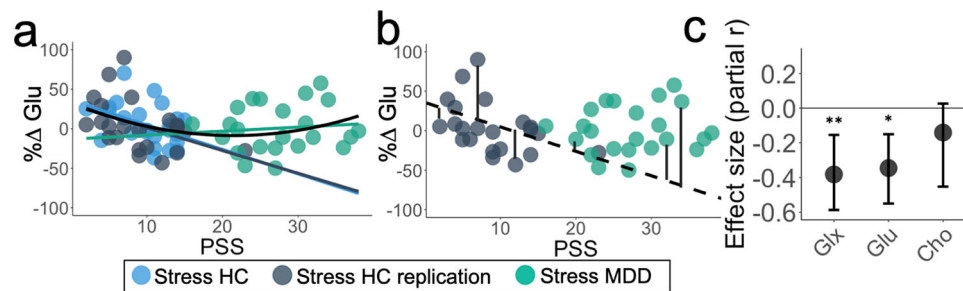 a
b
c
%Δ Glu
100
50
0
-50
-100
10
20
30
PSS
%Δ Glu
100
50
0
-50
-100
10
20
30
PSS
Effect size (partial r)
0.2
0.0
-0.2
-0.4
-0.6
**
*
Glx
Glu
Cho
Stress HC
Stress HC replication
Stress MDD